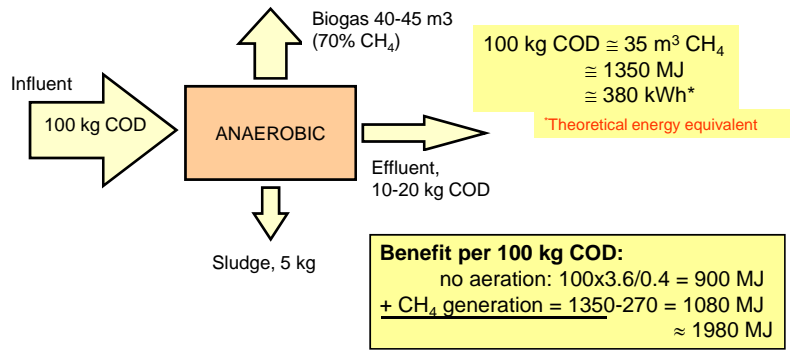 Biogas 40-45 m3
(70% CH₄)
100 kg COD ≅ 35 m³ CH₄
≅ 1350 MJ
≅ 380 kWh*
*Theoretical energy equivalent
Influent
100 kg COD
ANAEROBIC
Effluent,
10-20 kg COD
Sludge, 5 kg
Benefit per 100 kg COD:
no aeration: 100x3.6/0.4 = 900 MJ
+ CH₄ generation = 1350-270 = 1080 MJ
≈ 1980 MJ